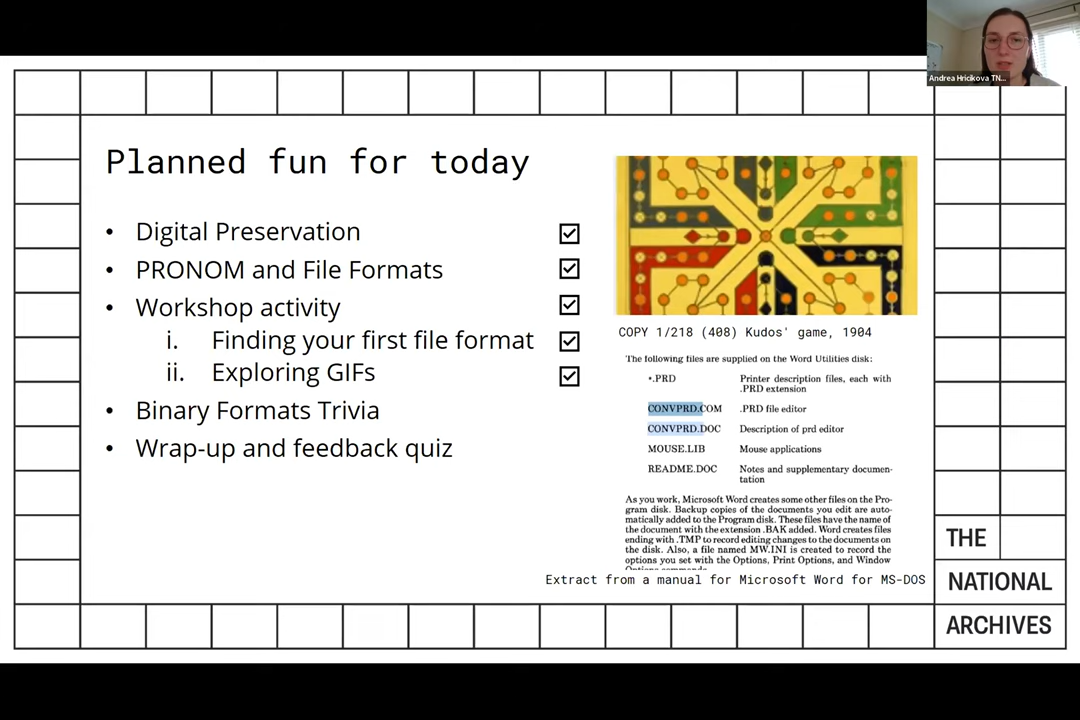 Andrea Hricikova TN...
Planned fun for today
• Digital Preservation
• PRONOM and File Formats
• Workshop activity
i. Finding your first file format
ii. Exploring GIFs
• Binary Formats Trivia
• Wrap-up and feedback quiz
COPY 1/218 (408) Kudos' game, 1904
The following files are supplied on the Word Utilities disk:
*.PRD Printer description files, each with
.PRD extension
CONVPRD.COM .PRD file editor
CONVPRD.DOC Description of prd editor
MOUSE.LIB Mouse applications
README.DOC Notes and supplementary documen-
tation
As you work, Microsoft Word creates some other files on the Pro-
gram disk. Backup copies of the documents you edit are auto-
matically added to the Program disk. These files have the name of
the document with the extension .BAK added. Word creates files
ending with .TMP to record editing changes to the documents on
the disk. Also, a file named MW.INI is created to record the
options you set with the Options, Print Options, and Window
Options commands.
Extract from a manual for Microsoft Word for MS-DOS
THE
NATIONAL
ARCHIVES